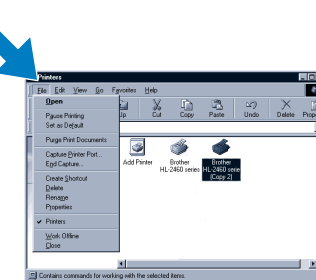 Printers
File Edit View Go Favorites Help
Up Cut Copy Paste Undo Delete Prope
Open
Pause Printing
Set as Default
Purge Print Documents
Capture Printer Port...
End Capture...
Create Shortcut
Delete
Rename
Properties
Printers
Work Offline
Close
Add Printer
Brother
HL-2460 series
Brother
HL-2460 series
(Copy 2)
Contains commands for working with the selected items.